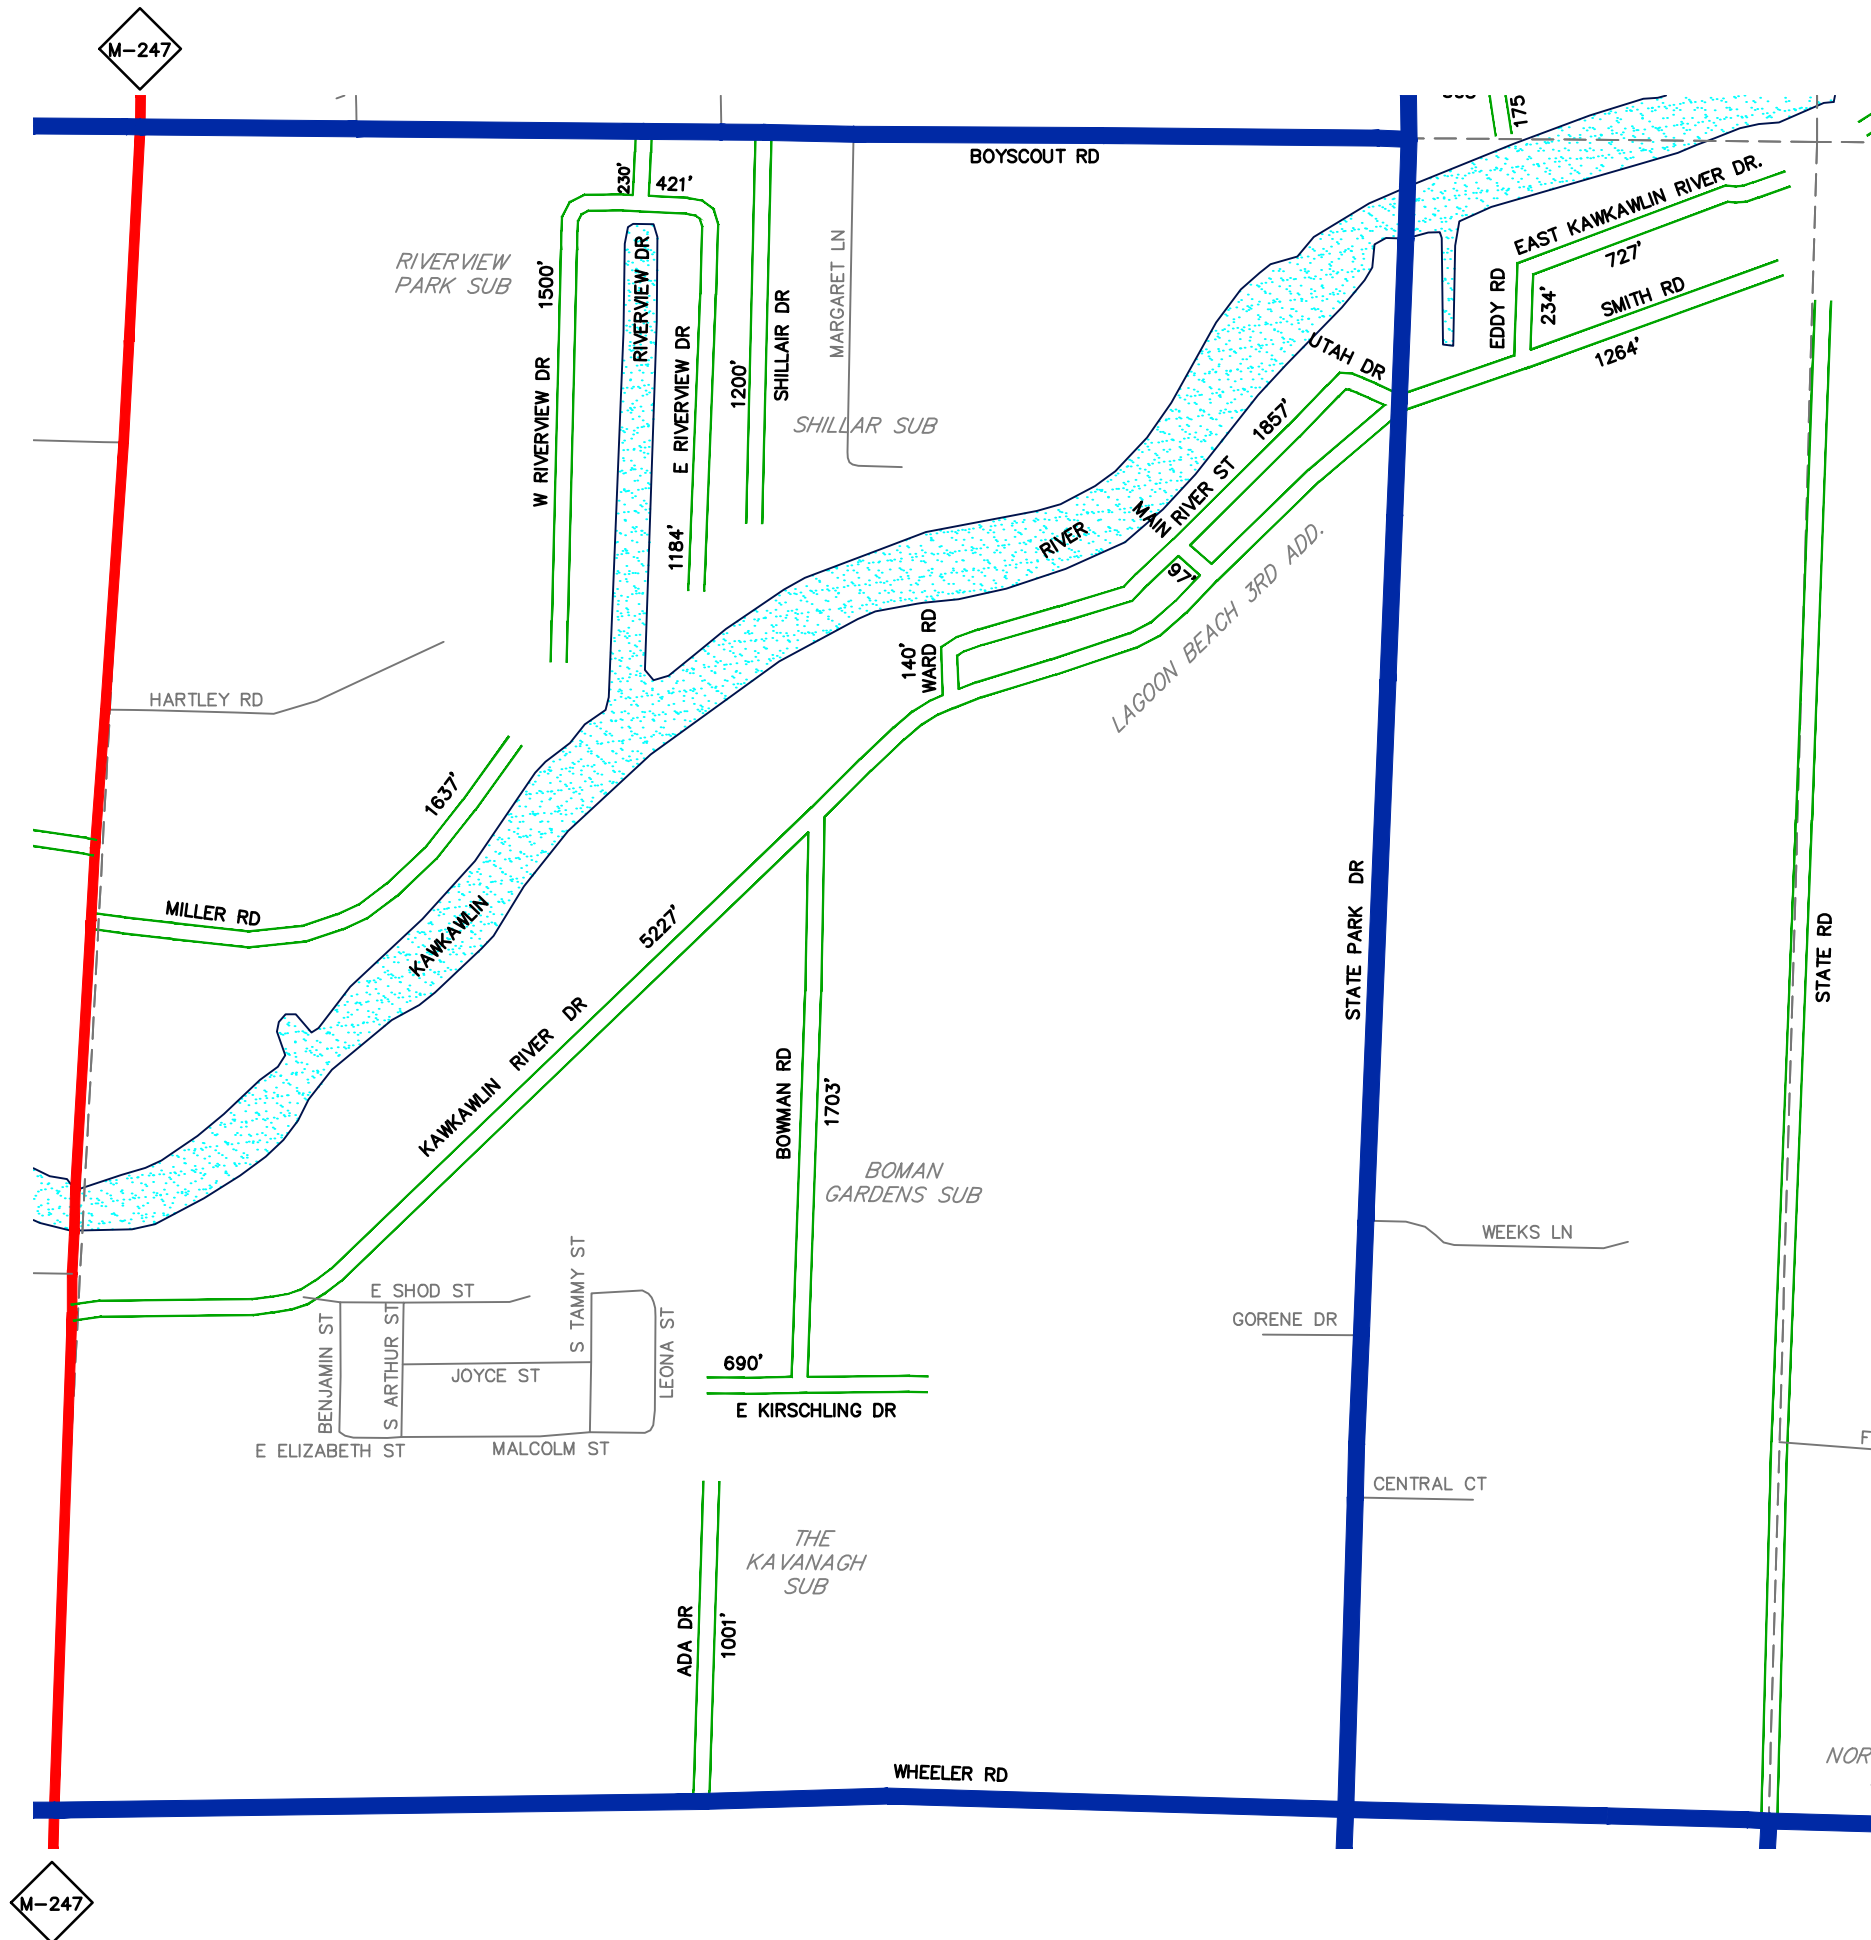 M-247
175
BOYSCOUT RD
230'
421'
EAST KAWKAWLIN RIVER DR.
727'
RIVERVIEW
PARK SUB
1500'
RIVERVIEW DR
MARGARET LN
EDDY RD
234'
SMITH RD
1264'
W RIVERVIEW DR
E RIVERVIEW DR
1200'
SHILLAIR DR
UTAH DR
SHILLAR SUB
1857'
MAIN RIVER ST
1184'
RIVER
97'
LAGOON BEACH 3RD ADD.
140'
WARD RD
HARTLEY RD
1637'
MILLER RD
KAWKAWLIN
5227'
STATE PARK DR
STATE RD
KAWKAWLIN RIVER DR
BOWMAN RD
1703'
BOMAN
GARDENS SUB
WEEKS LN
E SHOD ST
S TAMMY ST
BENJAMIN ST
S ARTHUR ST
JOYCE ST
LEONA ST
GORENE DR
690'
E KIRSCHLING DR
E ELIZABETH ST
MALCOLM ST
F
CENTRAL CT
THE
KAVANAGH
SUB
ADA DR
1001'
NOR
WHEELER RD
M-247